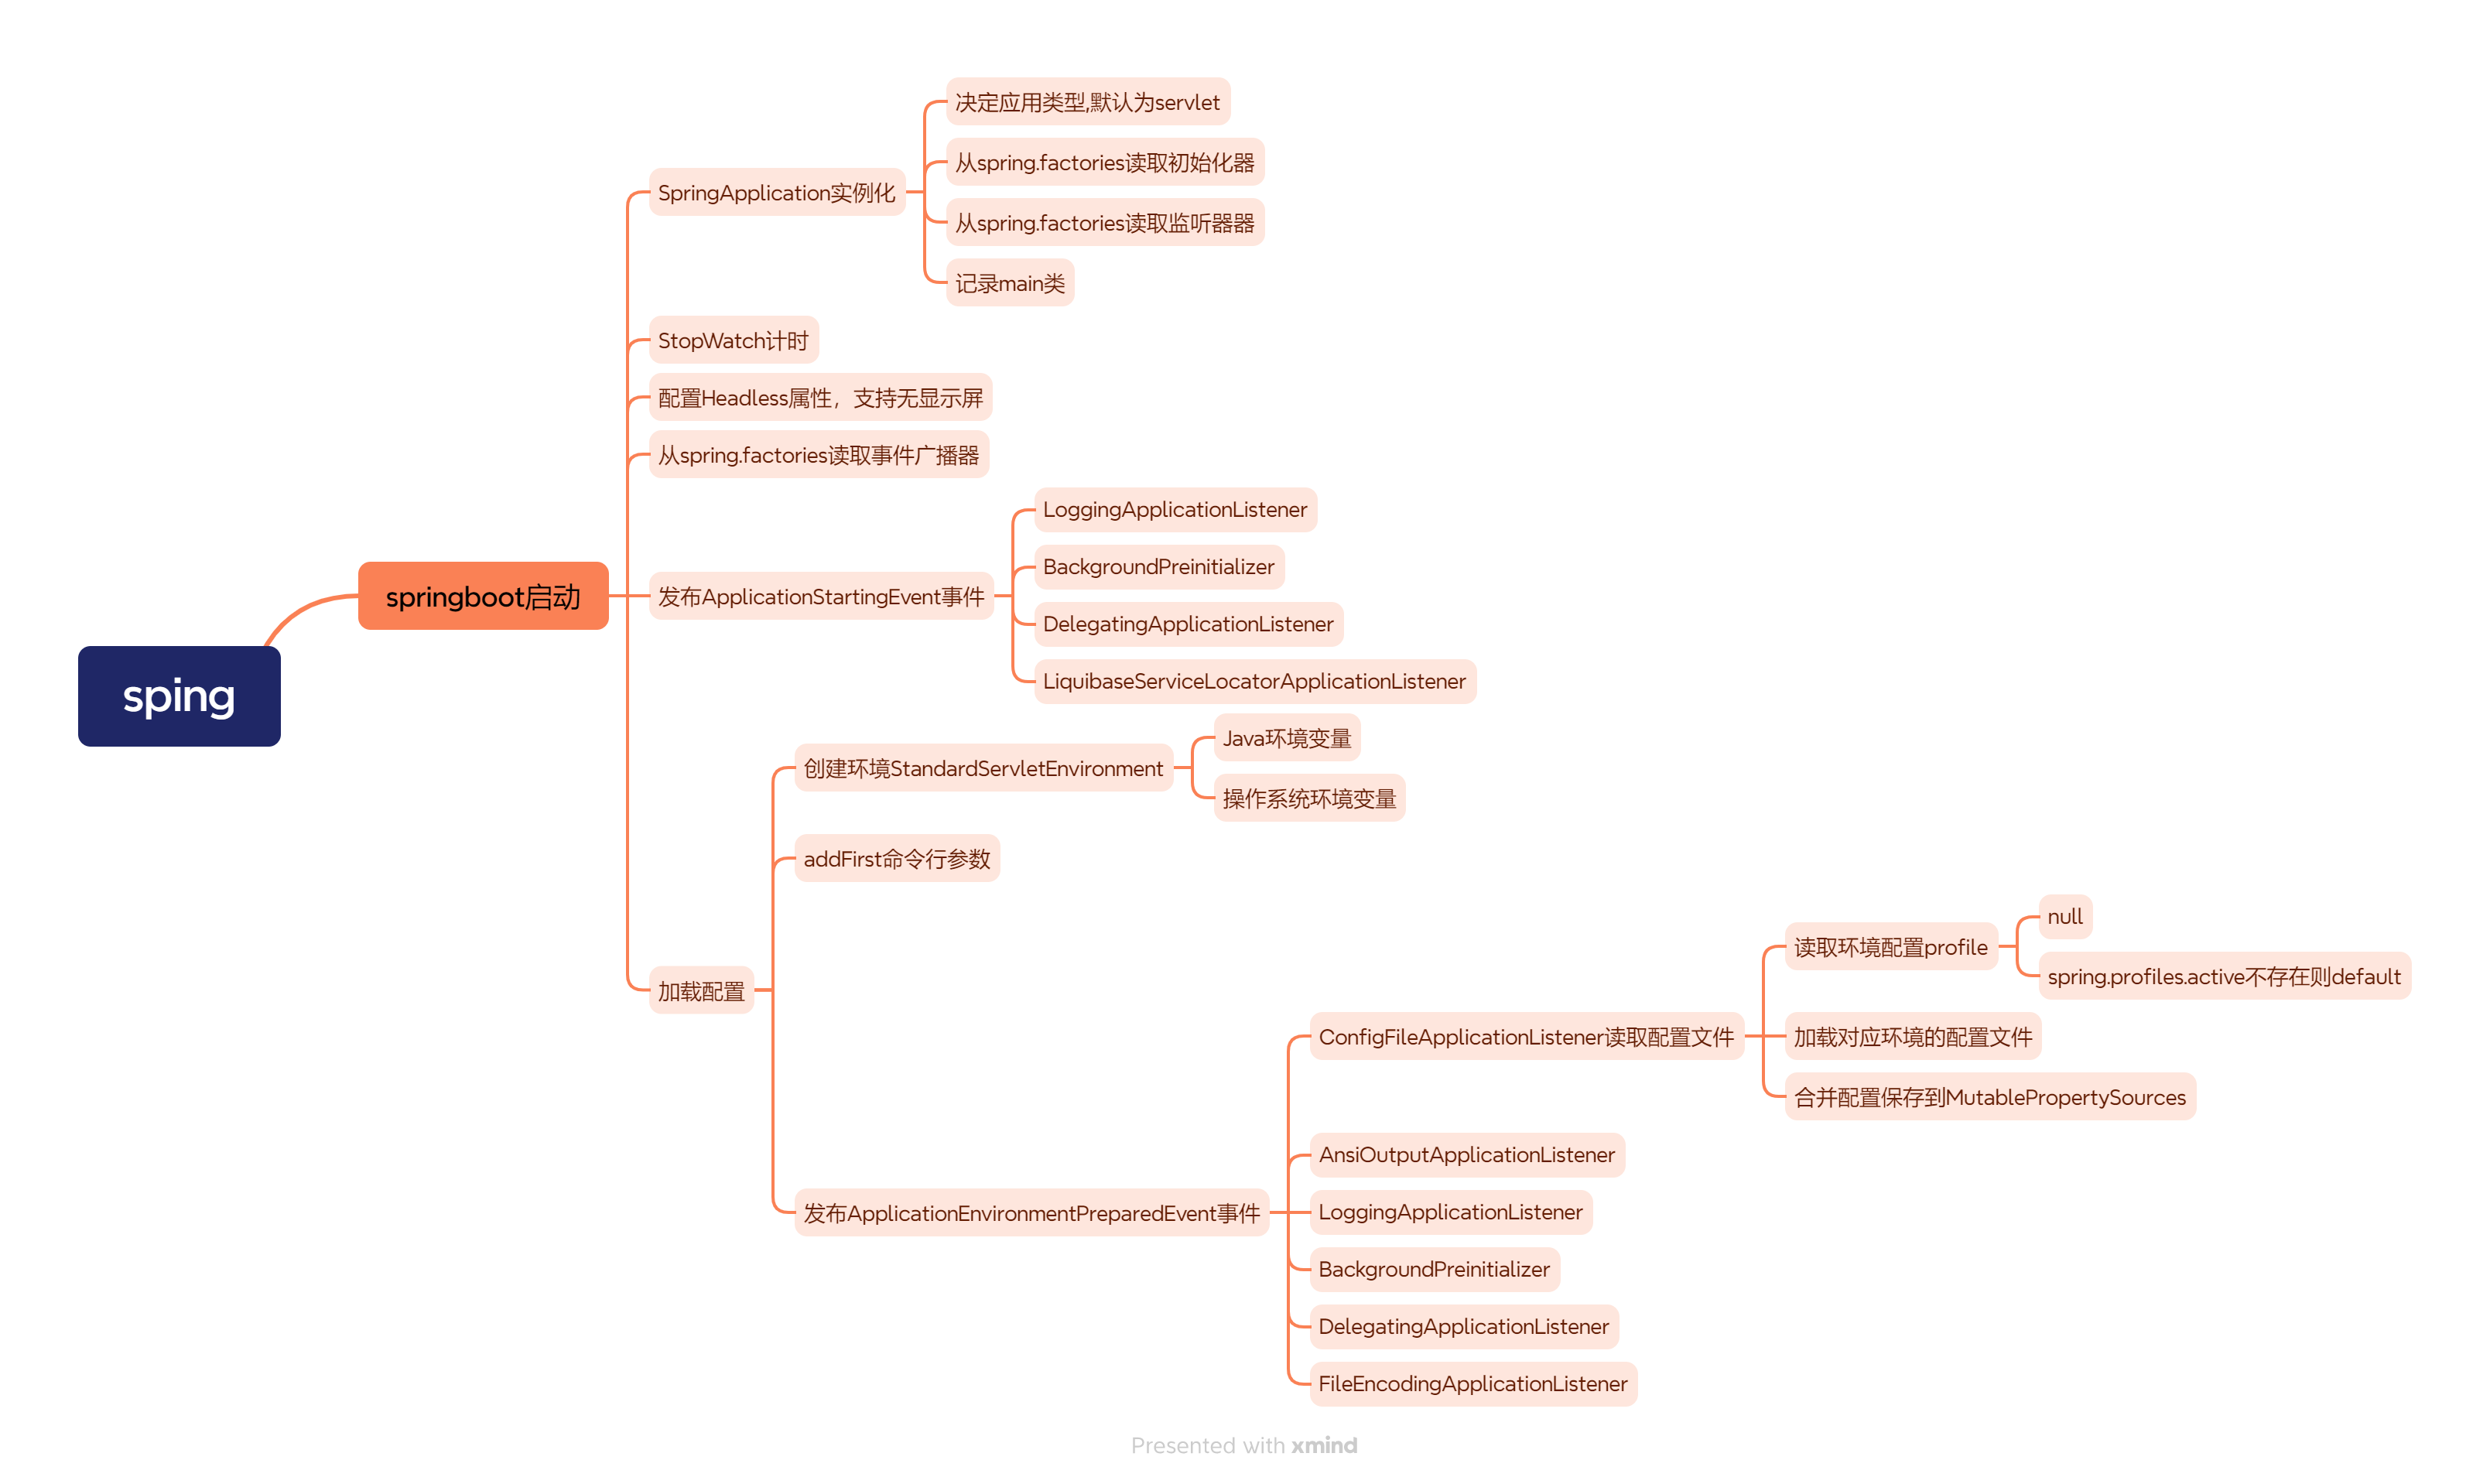 sping
springboot启动
SpringApplication实例化
决定应用类型,默认为servlet
从spring.factories读取初始化器
从spring.factories读取监听器器
记录main类
StopWatch计时
配置Headless属性，支持无显示屏
从spring.factories读取事件广播器
发布ApplicationStartingEvent事件
LoggingApplicationListener
BackgroundPreinitializer
DelegatingApplicationListener
LiquibaseServiceLocatorApplicationListener
加载配置
创建环境StandardServletEnvironment
Java环境变量
操作系统环境变量
addFirst命令行参数
发布ApplicationEnvironmentPreparedEvent事件
ConfigFileApplicationListener读取配置文件
读取环境配置profile
null
spring.profiles.active不存在则default
加载对应环境的配置文件
合并配置保存到MutablePropertySources
AnsiOutputApplicationListener
LoggingApplicationListener
BackgroundPreinitializer
DelegatingApplicationListener
FileEncodingApplicationListener
Presented with xmind